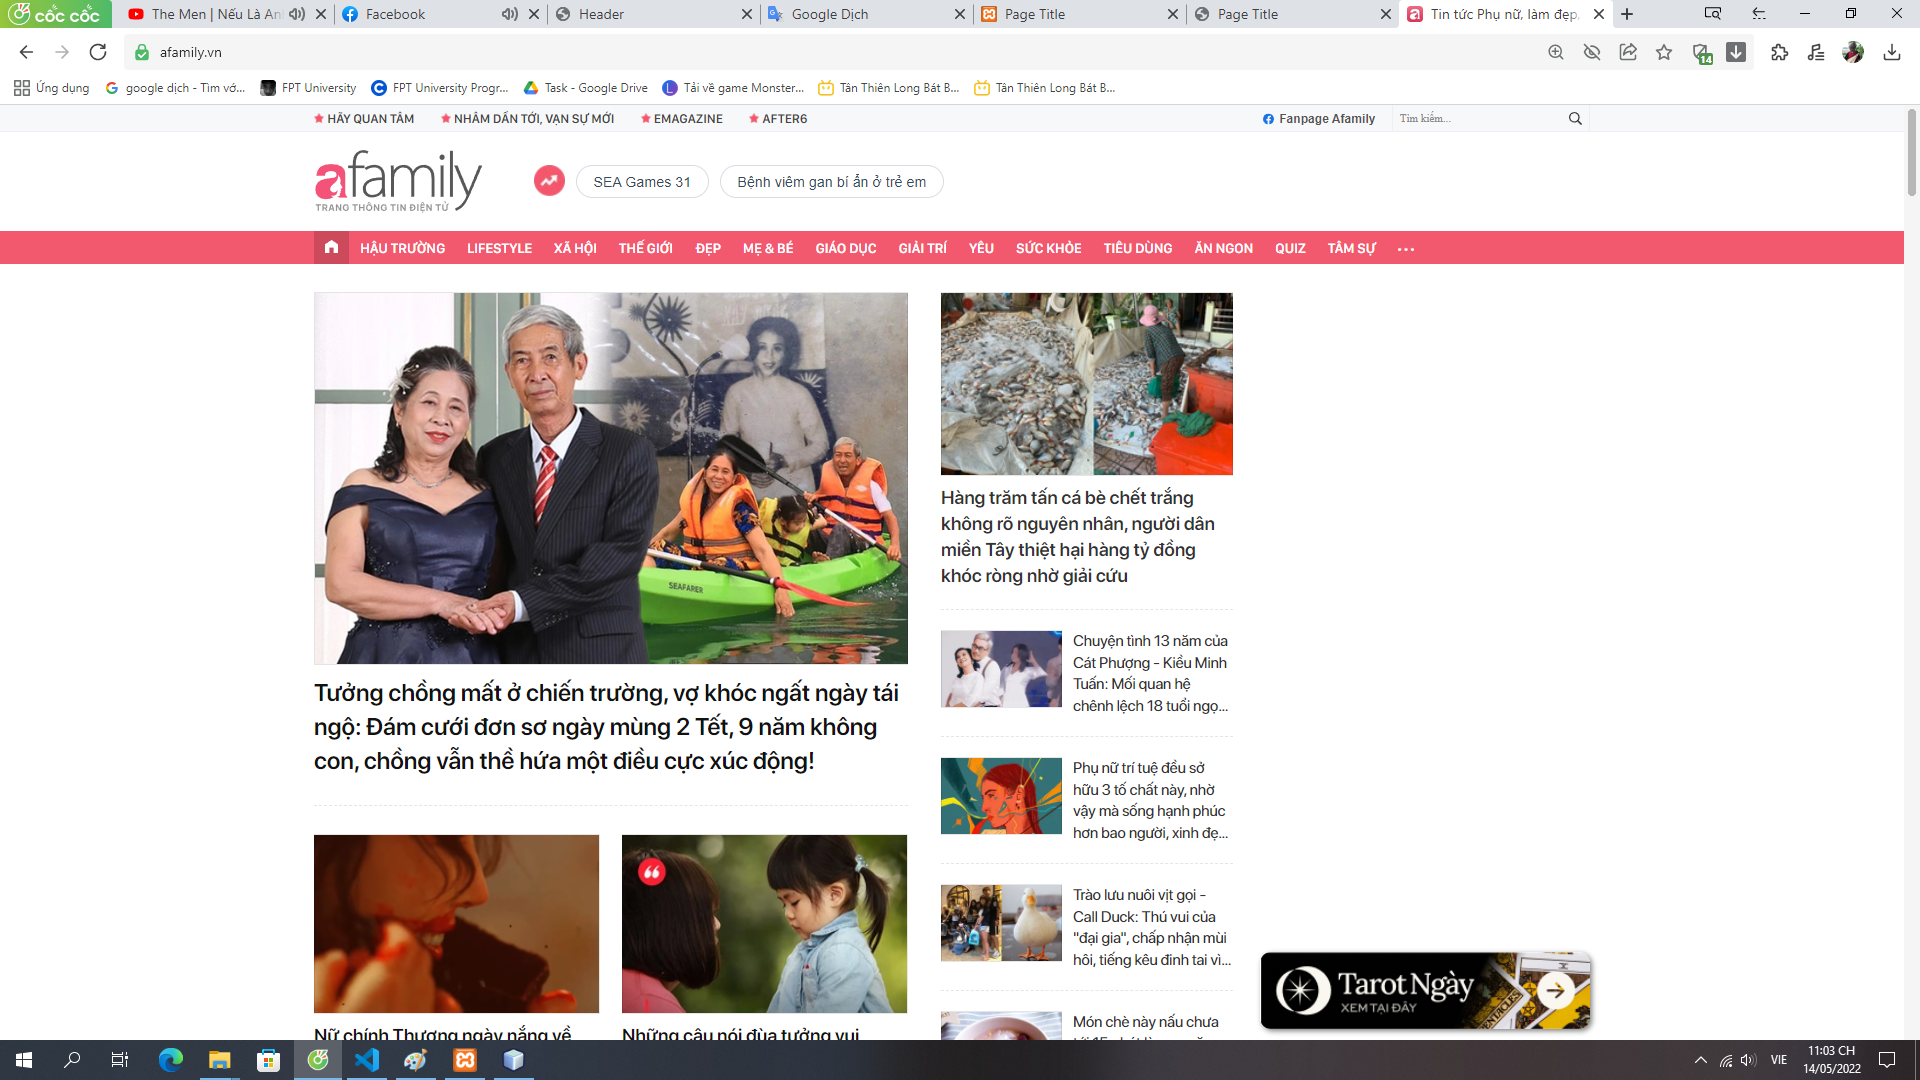 cốc cốc
The Men | Nếu Là An
Facebook
Header
Google Dịch
Page Title
Page Title
Tin tức Phụ nữ, làm đẹp,
afamily.vn
14
Ứng dụng
google dịch - Tìm vớ...
FPT University
FPT University Progr...
Task - Google Drive
Tải về game Monster...
Tân Thiên Long Bát B...
Tân Thiên Long Bát B...
HÃY QUAN TÂM
NHÂM DẦN TỚI, VẠN SỰ MỚI
EMAGAZINE
AFTER6
Fanpage Afamily
Tìm kiếm...
afamily
TRANG THÔNG TIN ĐIỆN TỬ
SEA Games 31
Bệnh viêm gan bí ẩn ở trẻ em
HẬU TRƯỜNG
LIFESTYLE
XÃ HỘI
THẾ GIỚI
ĐẸP
MẸ & BÉ
GIÁO DỤC
GIẢI TRÍ
YÊU
SỨC KHỎE
TIÊU DÙNG
ĂN NGON
QUIZ
TÂM SỰ
SEAFARER
Tưởng chồng mất ở chiến trường, vợ khóc ngất ngày tái
ngộ: Đám cưới đơn sơ ngày mùng 2 Tết, 9 năm không
con, chồng vẫn thề hứa một điều cực xúc động!
Hàng trăm tấn cá bè chết trắng
không rõ nguyên nhân, người dân
miền Tây thiệt hại hàng tỷ đồng
khóc ròng nhờ giải cứu
Chuyện tình 13 năm của
Cát Phượng - Kiều Minh
Tuấn: Mối quan hệ
chênh lệch 18 tuổi ngọ...
Phụ nữ trí tuệ đều sở
hữu 3 tố chất này, nhờ
vậy mà sống hạnh phúc
hơn bao người, xinh đẹ...
Trào lưu nuôi vịt gọi -
Call Duck: Thú vui của
"đại gia", chấp nhận mùi
hôi, tiếng kêu đinh tai vì...
Món chè này nấu chưa
Nữ chính Thương ngày nắng về
Những câu nói đùa tưởng vui
Tarot Ngày
XEM TẠI ĐÂY
VIE
11:03 CH
14/05/2022